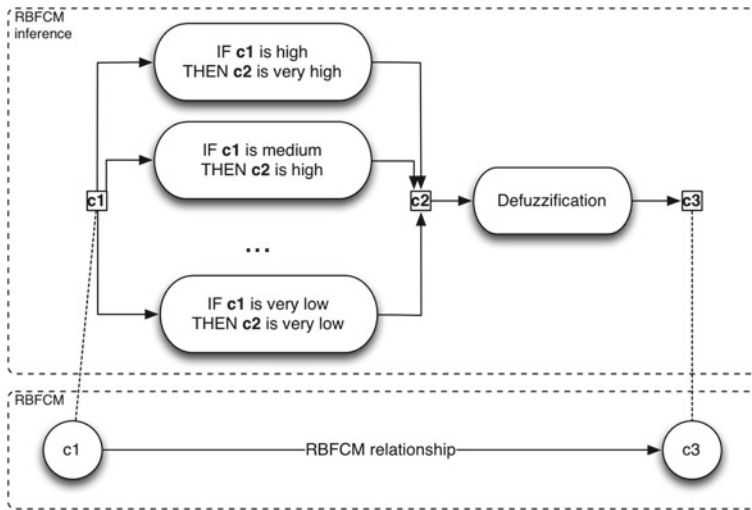 RBFCM
inference
IF c1 is high
THEN c2 is very high
IF c1 is medium
THEN c2 is high
c1
c2
Defuzzification
c3
...
IF c1 is very low
THEN c2 is very low
RBFCM
c1
RBFCM relationship
c3